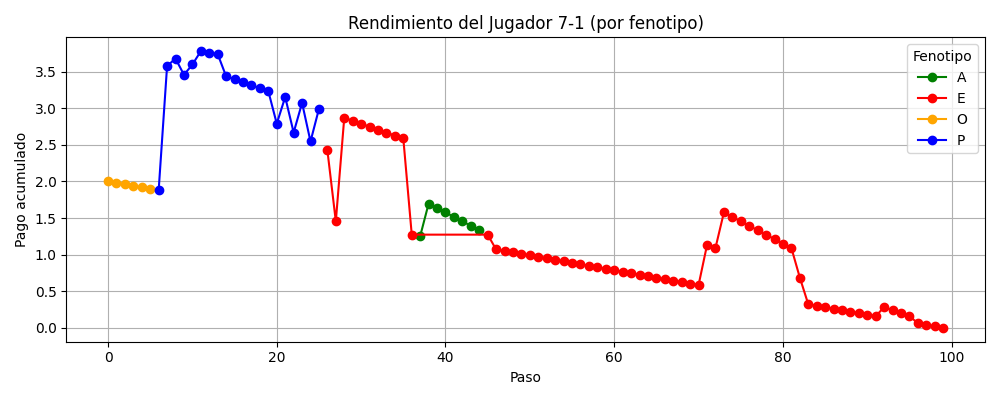 Rendimiento del Jugador 7-1 (por fenotipo)
Pago acumulado
3.5
3.0
2.5
2.0
1.5
1.0
0.5
0.0
Fenotipo
A
E
O
P
0
20
40
60
80
100
Paso